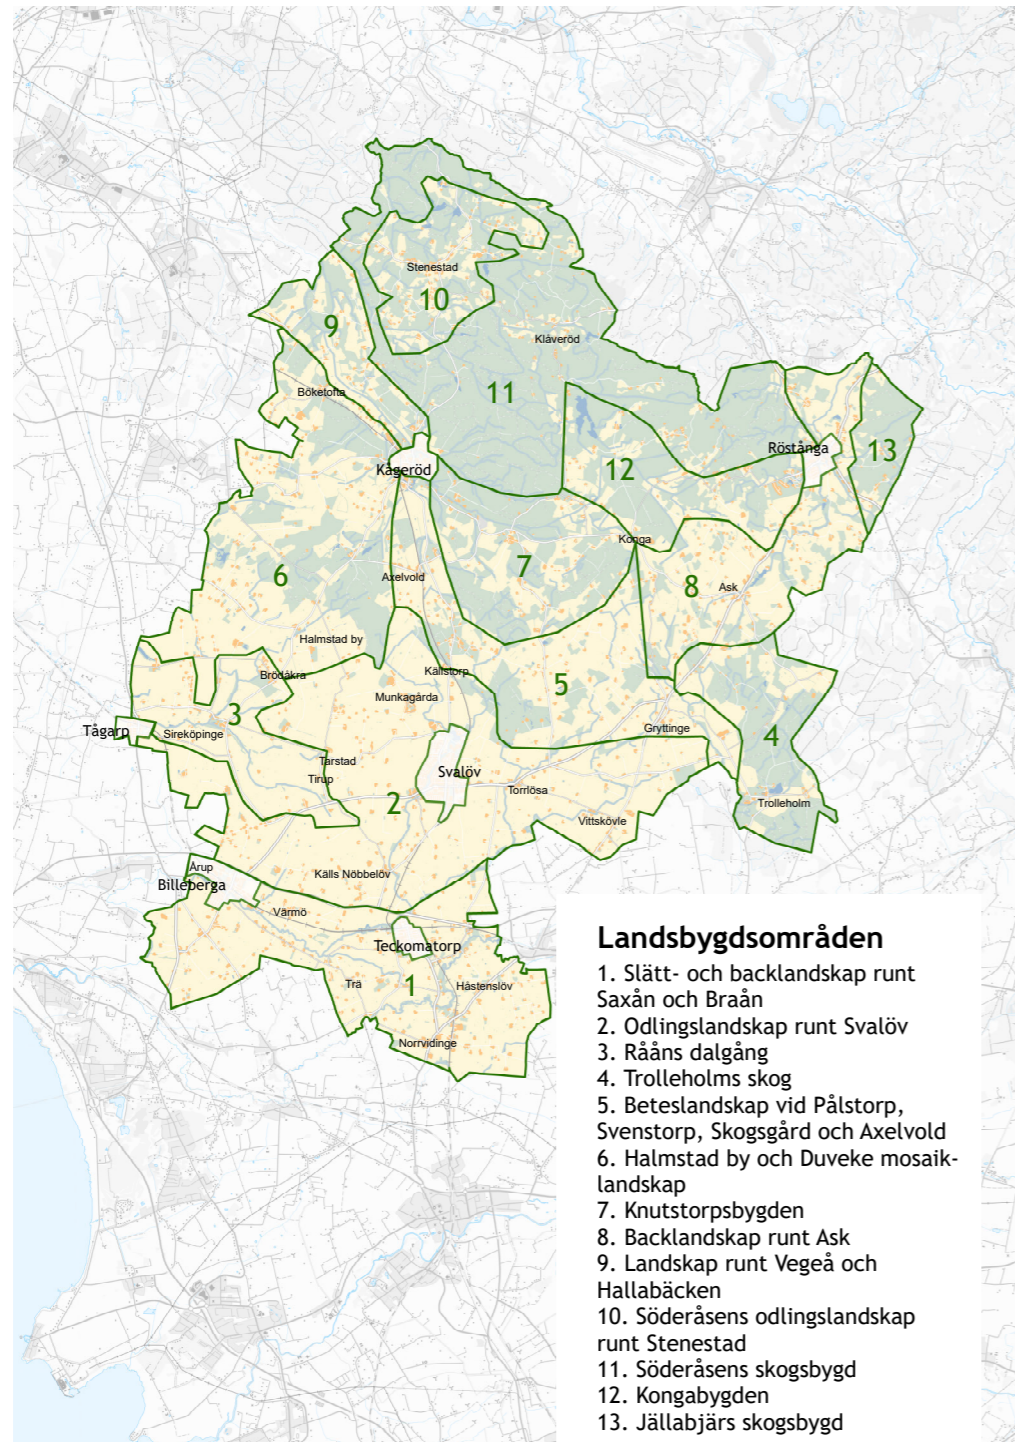 Stenestad
10
9
Klåveröd
11
Böketofta
Röstånga
13
12
Kågeröd
Konga
7
Axelvold
6
8
Ask
Halmstad by
Källstorp
Brödåkra
5
Munkagårda
3
Tågarp
Sireköpinge
Gryttinge
4
Tarstad
Svalöv
Tirup
Torrlösa
2
Trolleholm
Vittskövle
Årup
Källs Nöbbelöv
Billeberga
Värmö
Teckomatorp
Trä
1
Håstenslöv
Norrvidinge
Landsbygdsområden
1. Slätt- och backlandskap runt
Saxån och Braån
2. Odlingslandskap runt Svalöv
3. Rååns dalgång
4. Trolleholms skog
5. Beteslandskap vid Pålstorp,
Svenstorp, Skogsgård och Axelvold
6. Halmstad by och Duveke mosaik-
landskap
7. Knutstorpsbygden
8. Backlandskap runt Ask
9. Landskap runt Vegeå och
Hallabäcken
10. Söderåsens odlingslandskap
runt Stenestad
11. Söderåsens skogsbygd
12. Kongabygden
13. Jällabjärs skogsbygd